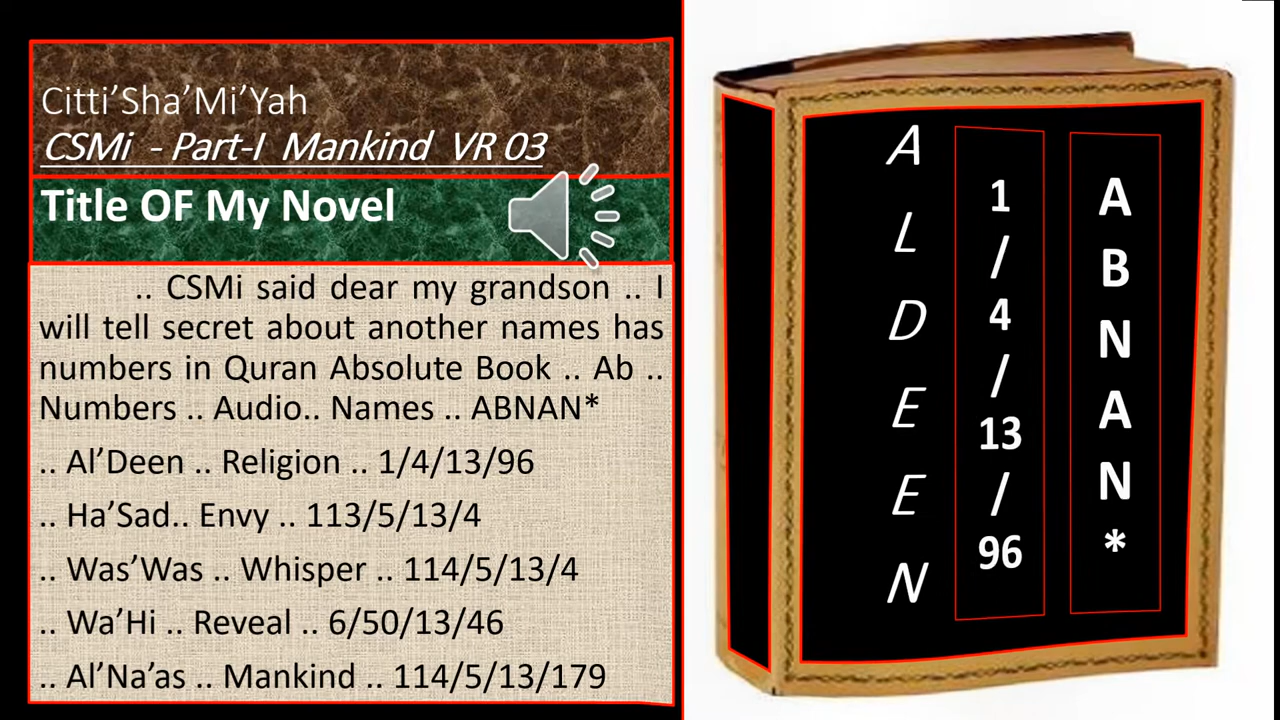 Citti’Sha’Mi’Yah
CSMi - Part-I Mankind VR 03
Title OF My Novel
.. CSMi said dear my grandson .. I
will tell secret about another names has
numbers in Quran Absolute Book .. Ab ..
Numbers .. Audio.. Names .. ABNAN*
.. Al’Deen .. Religion .. 1/4/13/96
.. Ha’Sad.. Envy .. 113/5/13/4
.. Was’Was .. Whisper .. 114/5/13/4
.. Wa’Hi .. Reveal .. 6/50/13/46
.. Al’Na’as .. Mankind .. 114/5/13/179
ALDEEN
1/4/13/96
ABNAN*